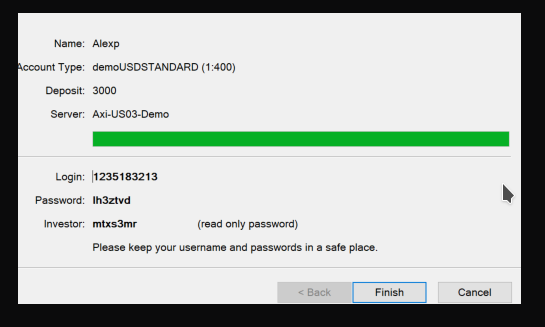 Name: Alexp
Account Type: demoUSDSTANDARD (1:400)
Deposit: 3000
Server: Axi-US03-Demo
Login: 1235183213
Password: lh3ztvd
Investor: mtxs3mr (read only password)
Please keep your username and passwords in a safe place.
< Back Finish Cancel